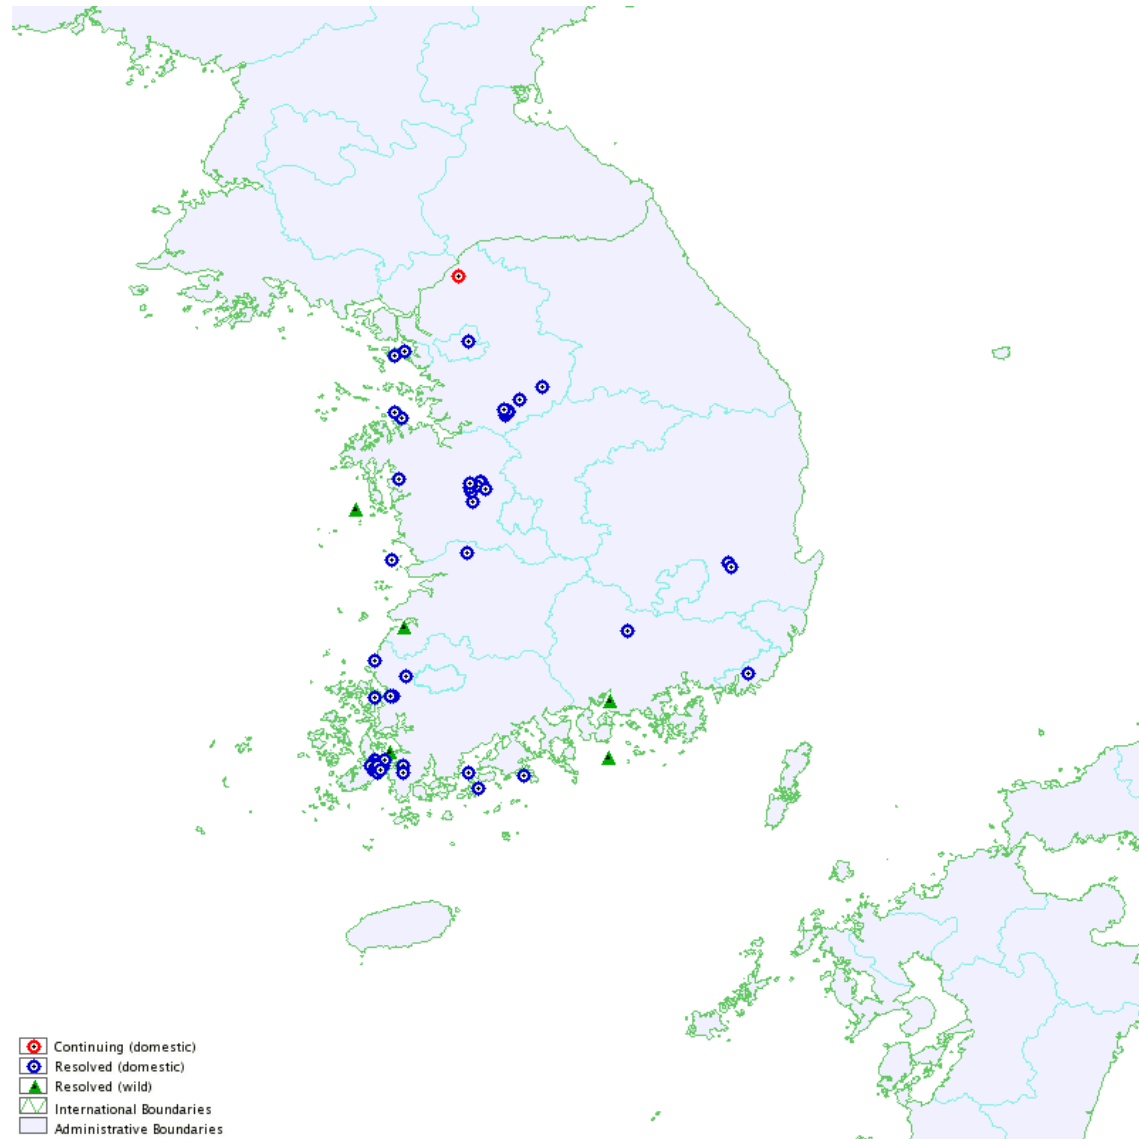 Continuing (domestic)
Resolved (domestic)
Resolved (wild)
International Boundaries
Administrative Boundaries